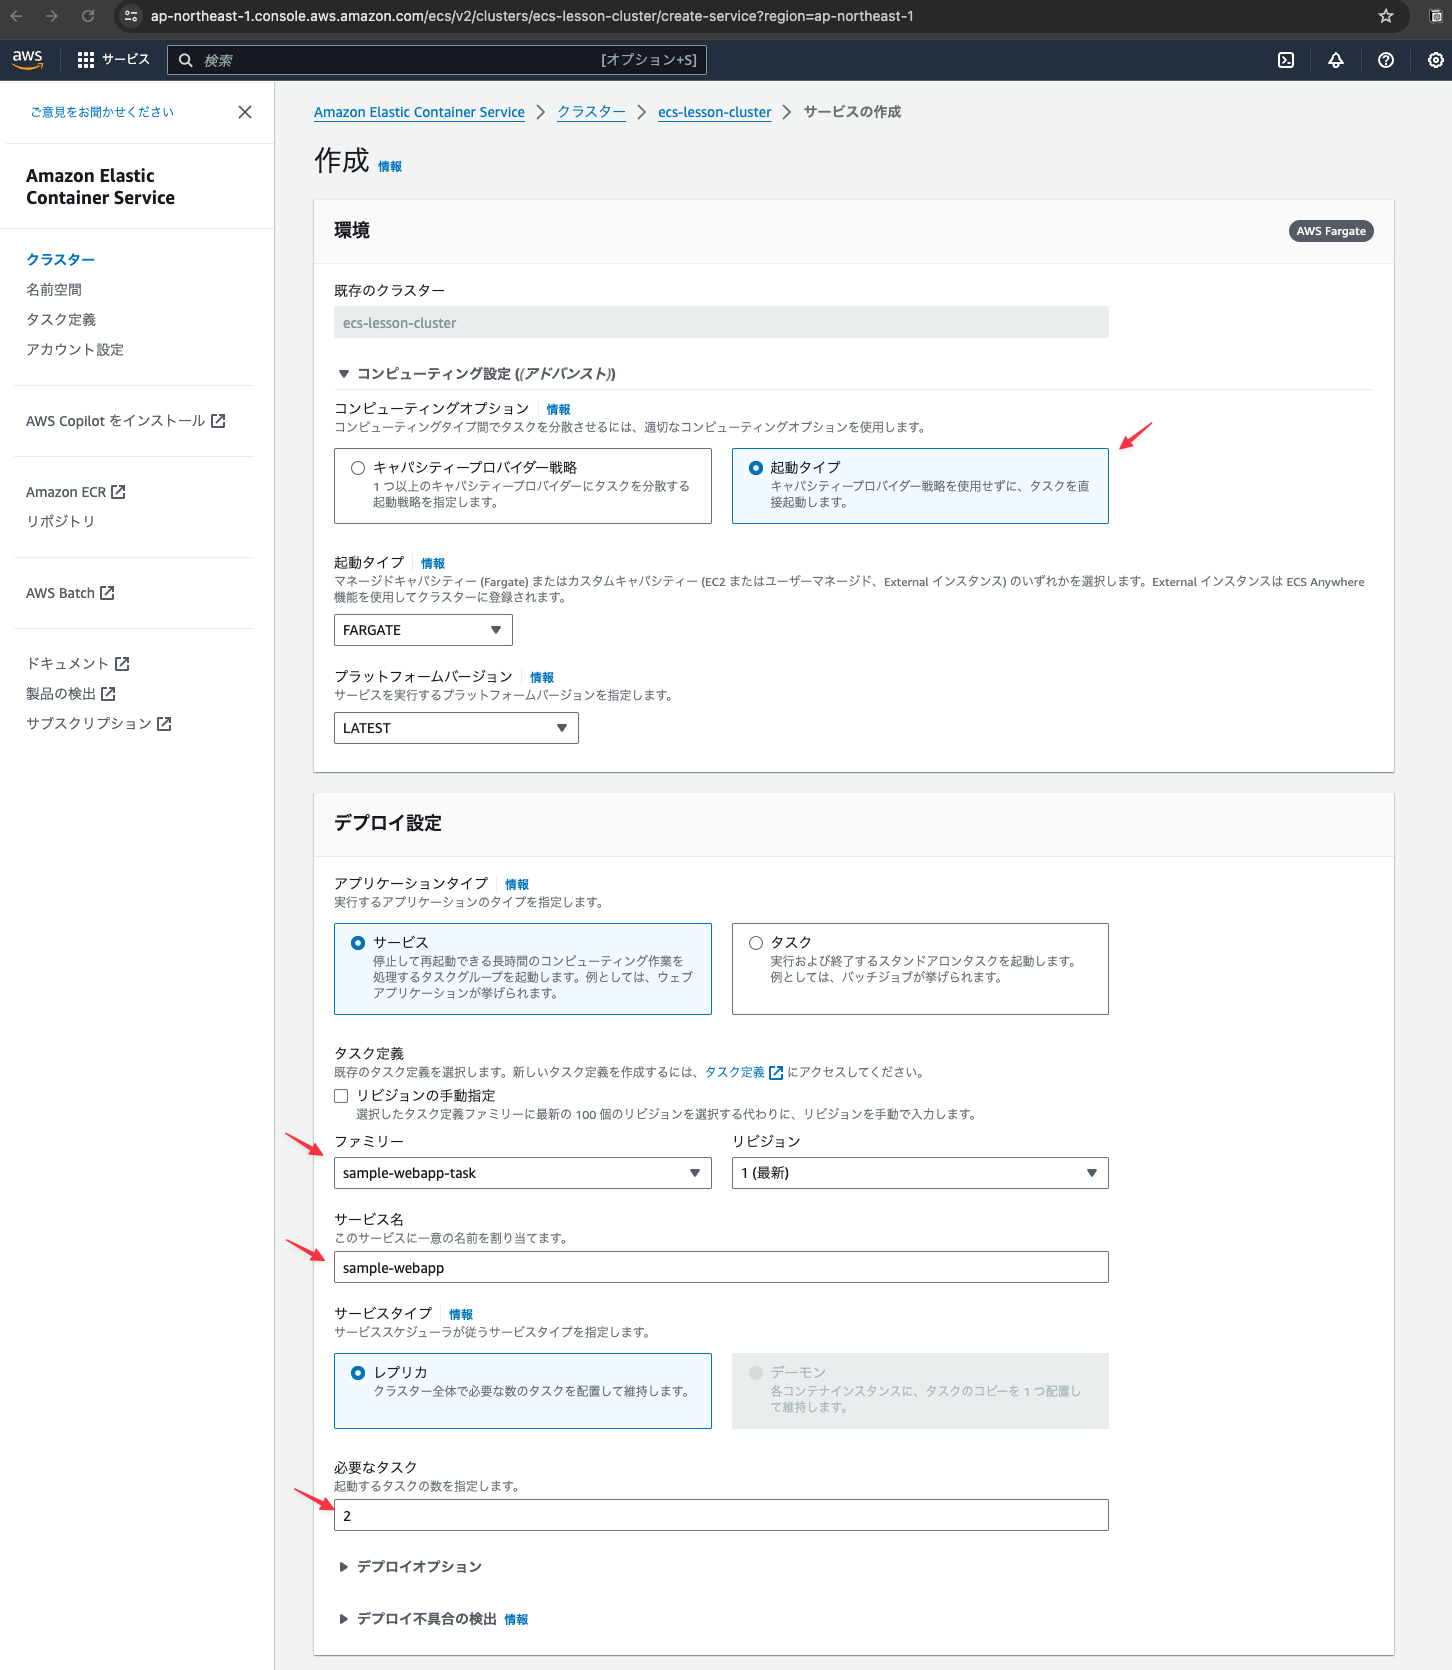 ap-northeast-1.console.aws.amazon.com/ecs/v2/clusters/ecs-lesson-cluster/create-service?region=ap-northeast-1
aws
サービス
検索
[オプション+S]
ご意見をお聞かせください
Amazon Elastic
Container Service
クラスター
名前空間
タスク定義
アカウント設定
AWS Copilot をインストール
Amazon ECR
リポジトリ
AWS Batch
ドキュメント
製品の検出
サブスクリプション
Amazon Elastic Container Service
クラスター
ecs-lesson-cluster
サービスの作成
作成 情報
環境
AWS Fargate
既存のクラスター
ecs-lesson-cluster
コンピューティング設定 ((アドバンスト))
コンピューティングオプション 情報
コンピューティングタイプ間でタスクを分散させるには、適切なコンピューティングオプションを使用します。
キャパシティープロバイダー戦略
1 つ以上のキャパシティープロバイダーにタスクを分散する
起動戦略を指定します。
起動タイプ
キャパシティープロバイダー戦略を使用せずに、タスクを直
接起動します。
起動タイプ 情報
マネージドキャパシティー (Fargate) またはカスタムキャパシティー (EC2 またはユーザーマネージド、External インスタンス) のいずれかを選択します。External インスタンスは ECS Anywhere
機能を使用してクラスターに登録されます。
FARGATE
プラットフォームバージョン 情報
サービスを実行するプラットフォームバージョンを指定します。
LATEST
デプロイ設定
アプリケーションタイプ 情報
実行するアプリケーションのタイプを指定します。
サービス
停止して再起動できる長時間のコンピューティング作業を
処理するタスクグループを起動します。例としては、ウェブ
アプリケーションが挙げられます。
タスク
実行および終了するスタンドアロンタスクを起動します。
例としては、バッチジョブが挙げられます。
タスク定義
既存のタスク定義を選択します。新しいタスク定義を作成するには、タスク定義 にアクセスしてください。
リビジョンの手動指定
選択したタスク定義ファミリーに最新の 100 個のリビジョンを選択する代わりに、リビジョンを手動で入力します。
ファミリー
リビジョン
sample-webapp-task
1 (最新)
サービス名
このサービスに一意の名前を割り当てます。
sample-webapp
サービスタイプ 情報
サービススケジューラが従うサービスタイプを指定します。
レプリカ
クラスター全体で必要な数のタスクを配置して維持します。
デーモン
各コンテナインスタンスに、タスクのコピーを 1 つ配置し
て維持します。
必要なタスク
起動するタスクの数を指定します。
2
デプロイオプション
デプロイ不具合の検出 情報